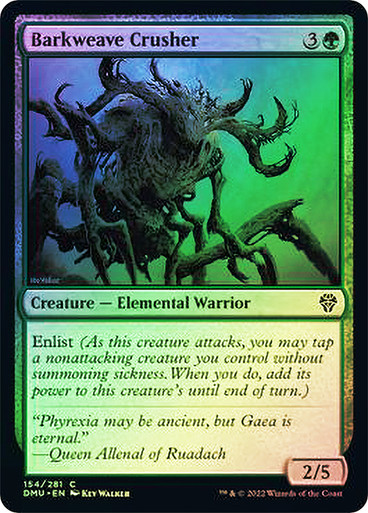 Barkweave Crusher 3
Creature — Elemental Warrior
Enlist (As this creature attacks, you may tap
a nonattacking creature you control without
summoning sickness. When you do, add its
power to this creature's until end of turn.)
“Phyrexia may be ancient, but Gaea is
eternal.”
—Queen Allenal of Ruadach
2/5
154/281 C
DMU • EN Key Walker
™ & © 2022 Wizards of the Coast